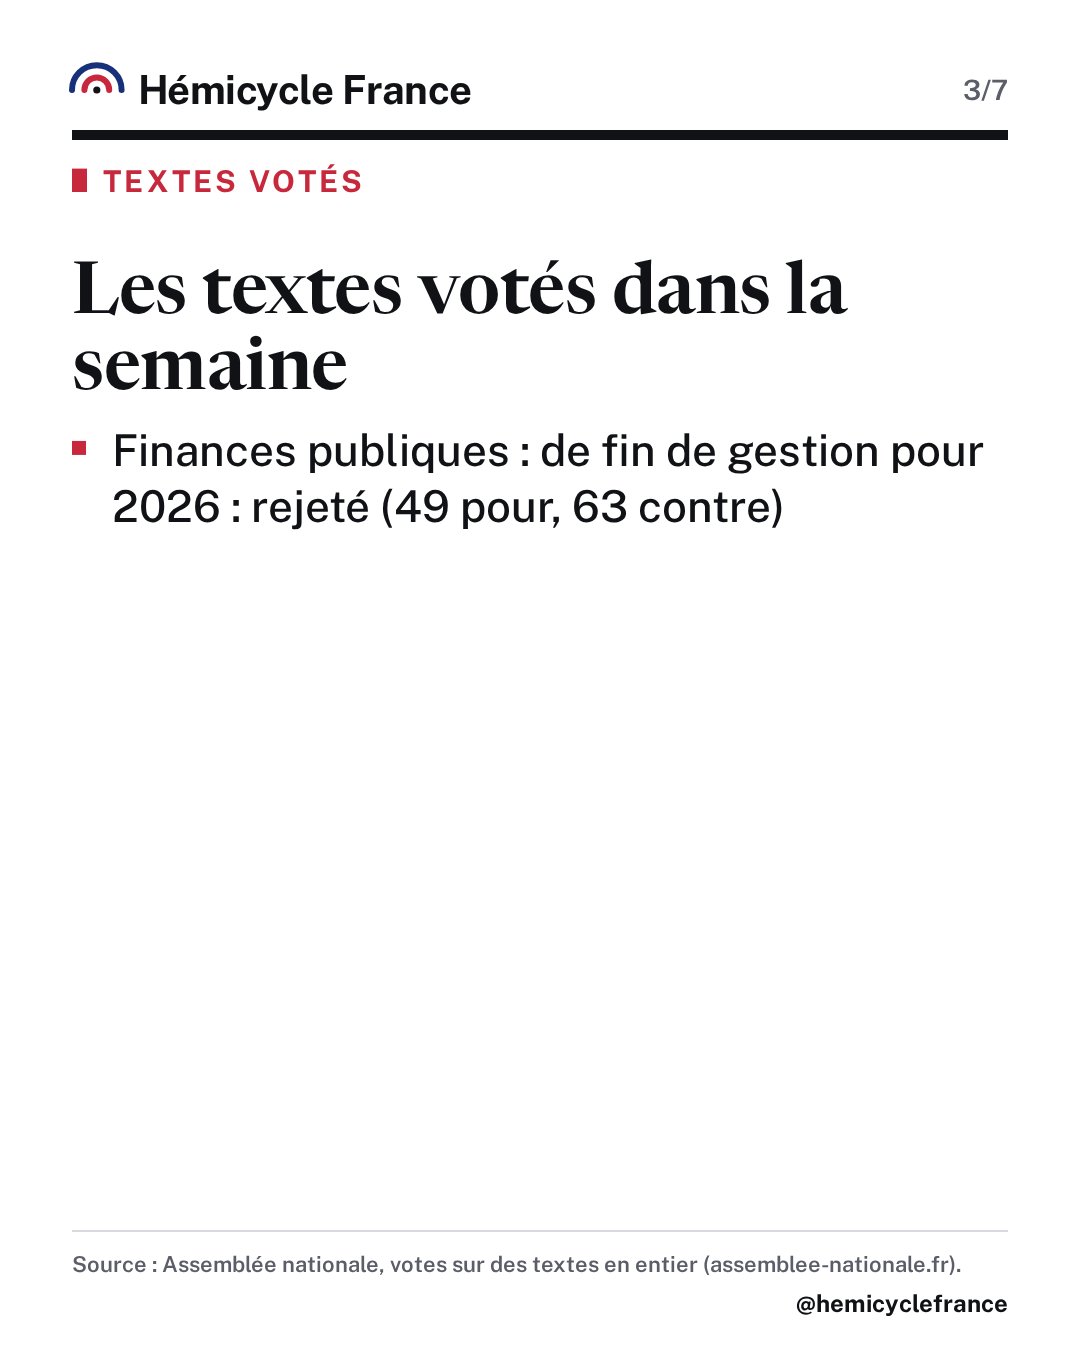 Hémicycle France
3/7
TEXTES VOTÉS
Les textes votés dans la
semaine
Finances publiques : de fin de gestion pour
2026 : rejeté (49 pour, 63 contre)
Source : Assemblée nationale, votes sur des textes en entier (assemblee-nationale.fr).
@hemicyclefrance